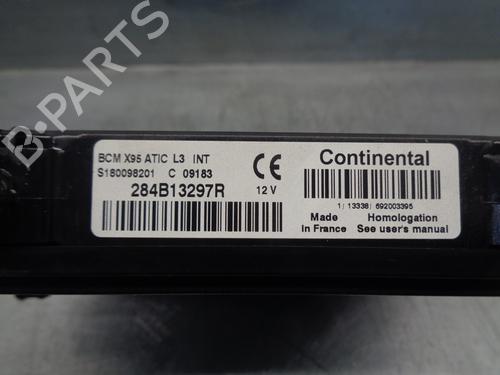 BCM X95 ATIC L3 INT
S180098201 C 09183
284B13297R
CE
12 V
Continental
1| 13338| 692003395
Made in France
Homologation See user's manual
B-PARTS